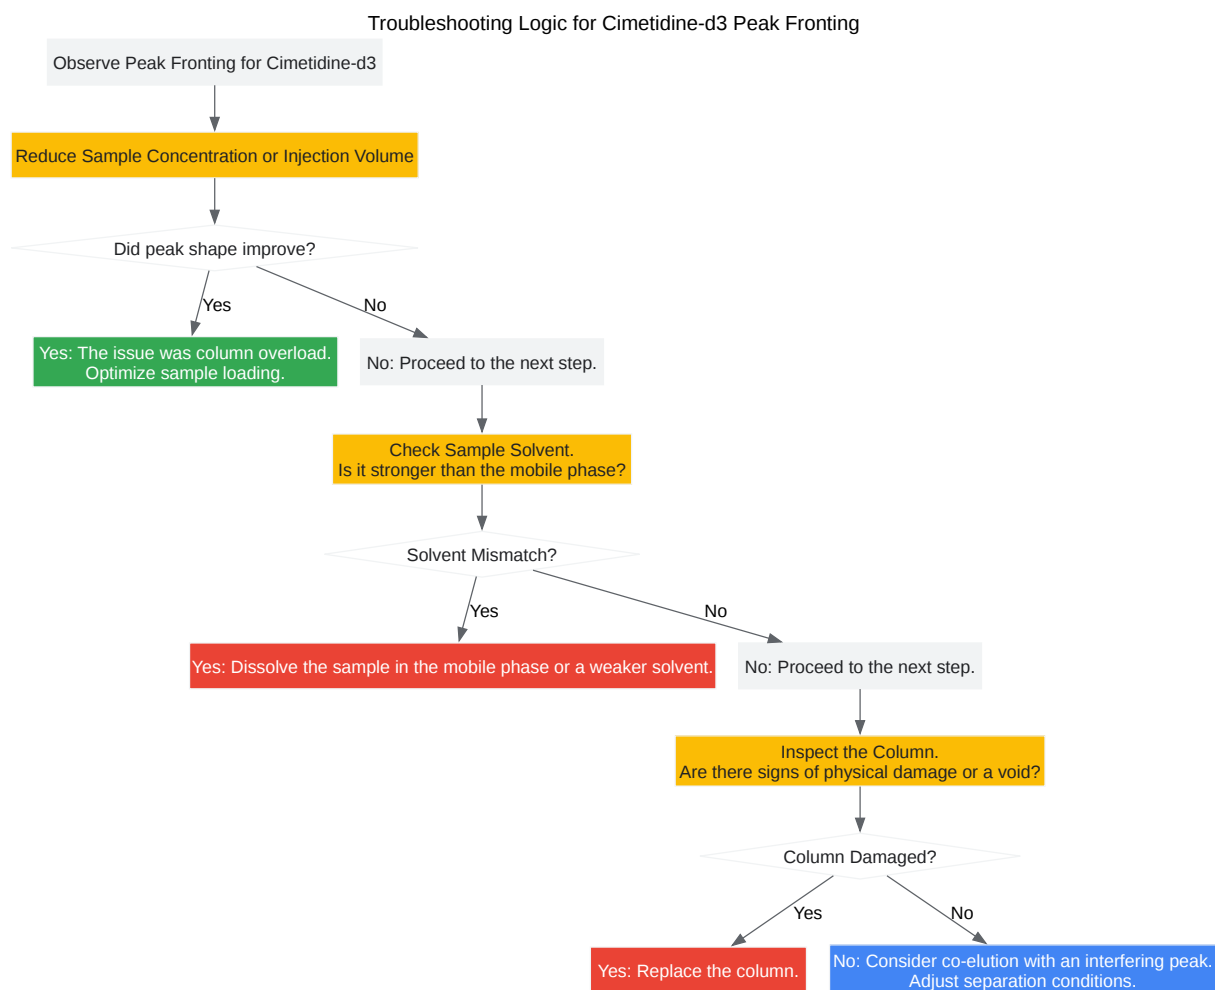 Troubleshooting Logic for Cimetidine-d3 Peak Fronting
Observe Peak Fronting for Cimetidine-d3
Reduce Sample Concentration or Injection Volume
Did peak shape improve?
Yes
No
Yes: The issue was column overload.
Optimize sample loading.
No: Proceed to the next step.
Check Sample Solvent.
Is it stronger than the mobile phase?
Solvent Mismatch?
Yes
No
Yes: Dissolve the sample in the mobile phase or a weaker solvent.
No: Proceed to the next step.
Inspect the Column.
Are there signs of physical damage or a void?
Column Damaged?
Yes
No
Yes: Replace the column.
No: Consider co-elution with an interfering peak.
Adjust separation conditions.